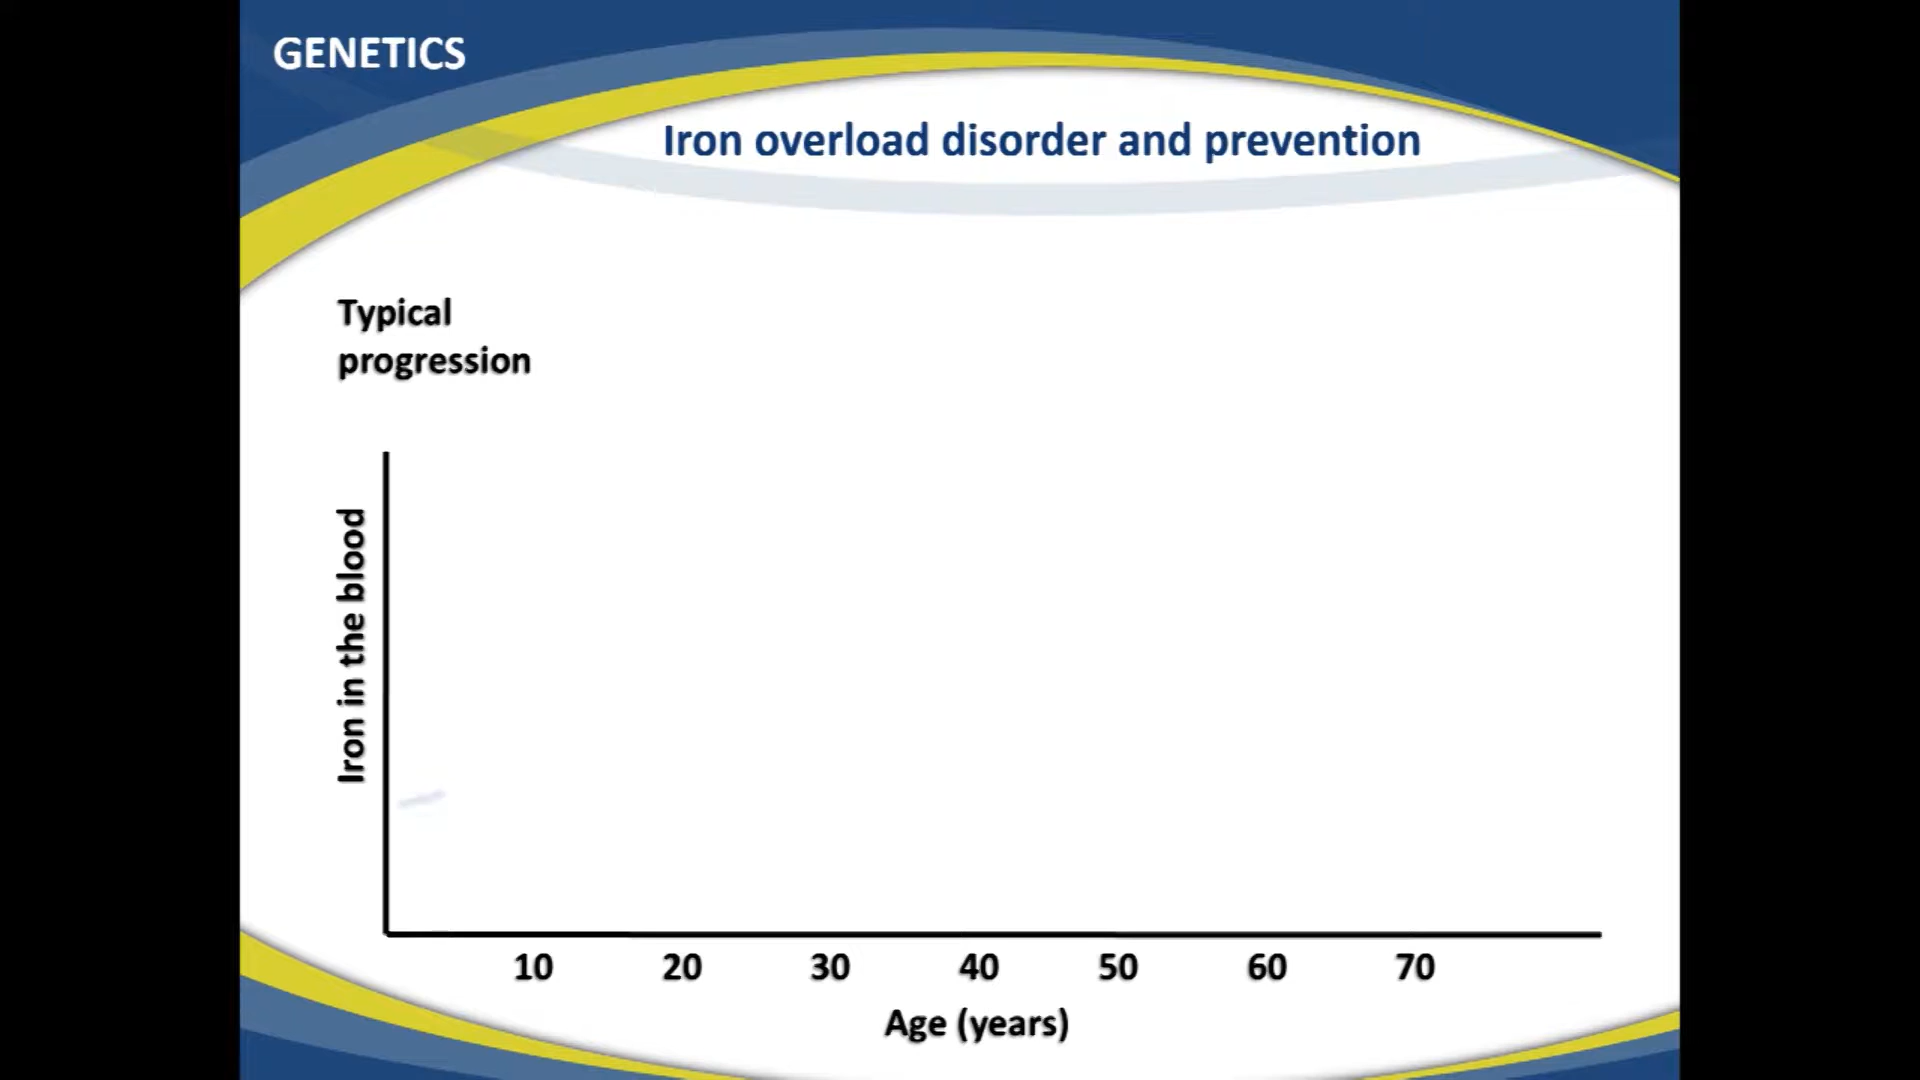 GENETICS
Iron overload disorder and prevention
Typical
progression
Iron in the blood
10 20 30 40 50 60 70
Age (years)